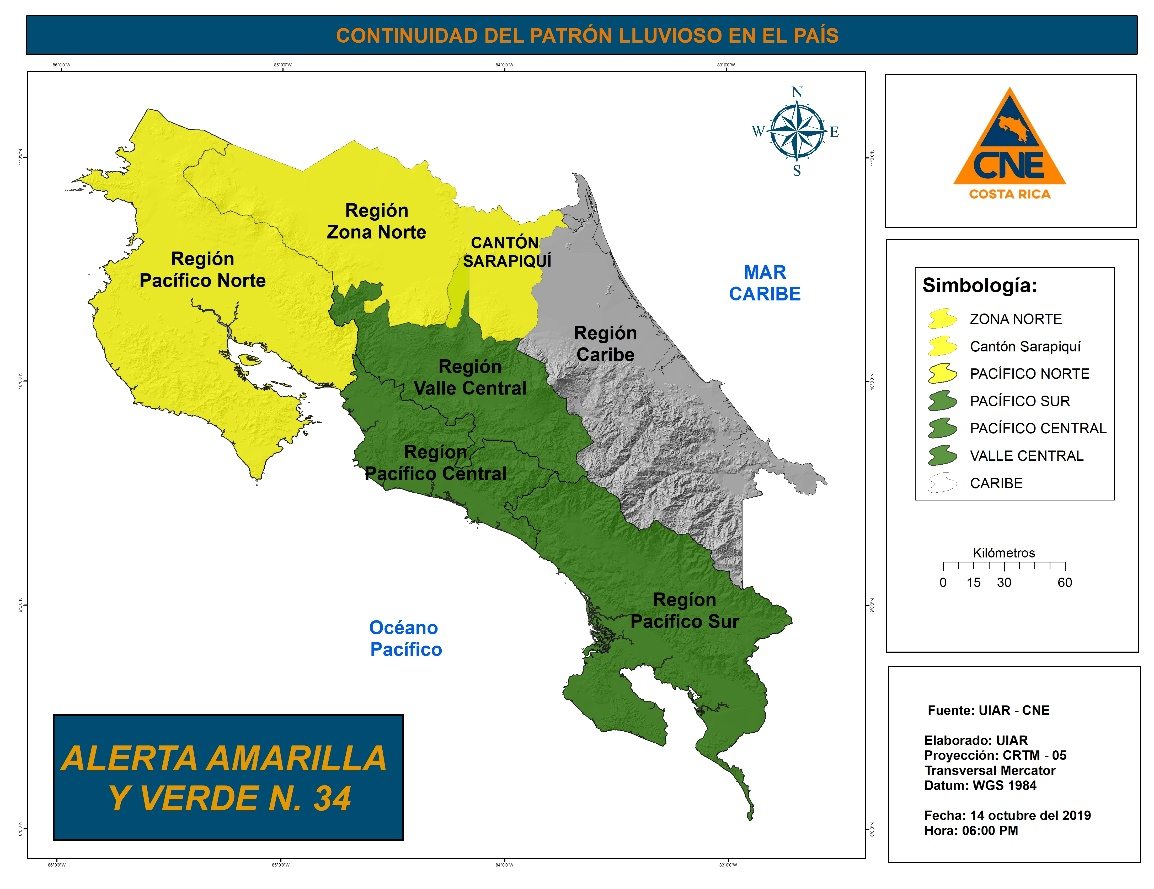 CONTINUIDAD DEL PATRÓN LLUVIOSO EN EL PAÍS
N
W
E
S
Región
Zona Norte
CANTÓN
SARAPIQUÍ
Región
Pacífico Norte
MAR
CARIBE
Región
Caribe
Región
Valle Central
Regíon
Pacífico Central
Regíon
Pacífico Sur
Océano
Pacífico
ALERTA AMARILLA
Y VERDE N. 34
CNE
COSTA RICA
Simbología:
ZONA NORTE
Cantón Sarapiquí
PACÍFICO NORTE
PACÍFICO SUR
PACÍFICO CENTRAL
VALLE CENTRAL
CARIBE
Kilómetros
0 15 30 60
Fuente: UIAR - CNE
Elaborado: UIAR
Proyección: CRTM - 05
Transversal Mercator
Datum: WGS 1984
Fecha: 14 octubre del 2019
Hora: 06:00 PM